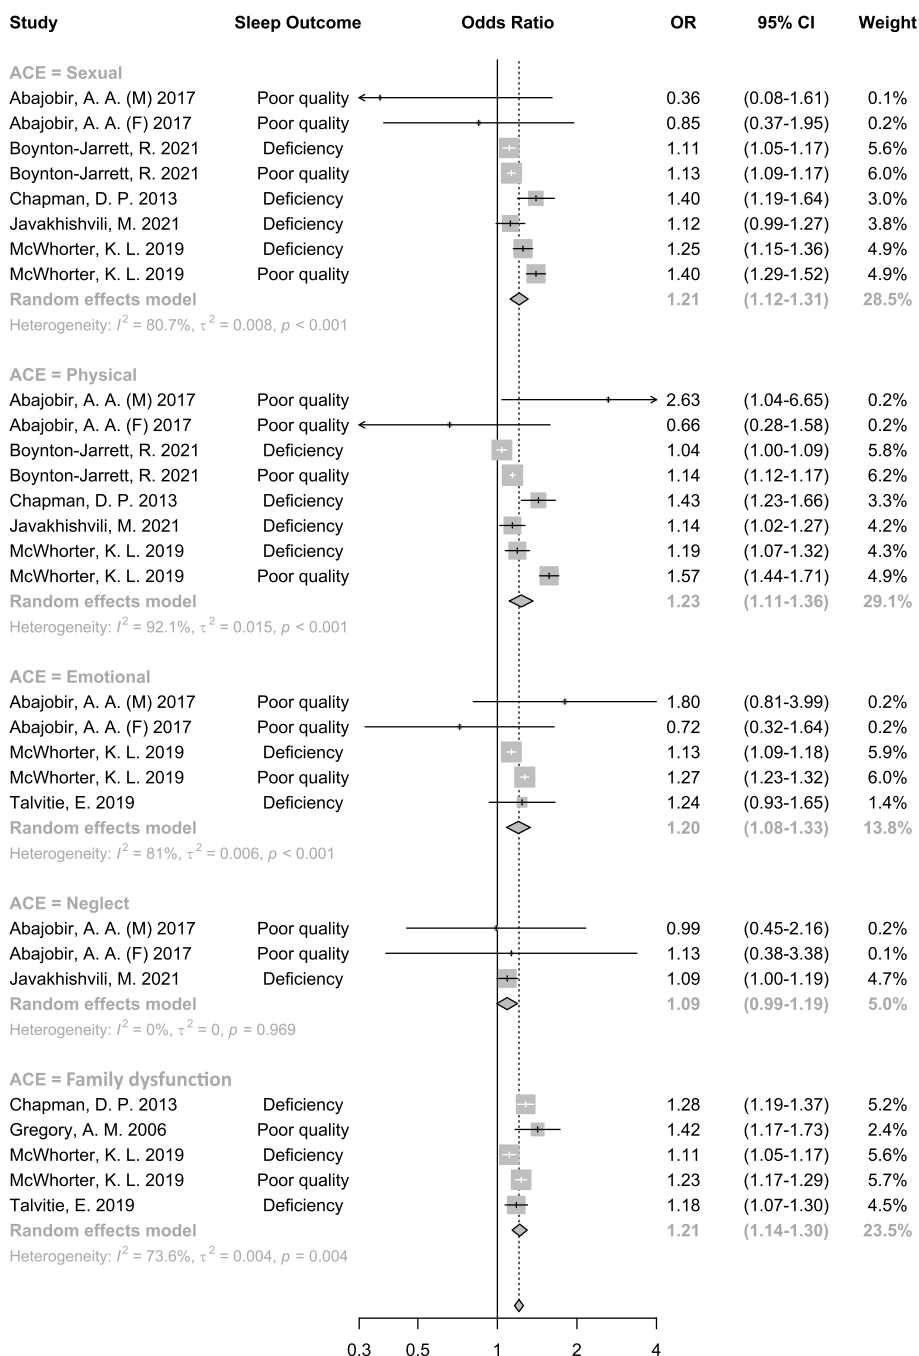 Study Sleep Outcome Odds Ratio OR 95% CI Weight
ACE = Sexual
Abajobir, A. A. (M) 2017 Poor quality 0.36 (0.08-1.61) 0.1%
Abajobir, A. A. (F) 2017 Poor quality 0.85 (0.37-1.95) 0.2%
Boynton-Jarrett, R. 2021 Deficiency 1.11 (1.05-1.17) 5.6%
Boynton-Jarrett, R. 2021 Poor quality 1.13 (1.09-1.17) 6.0%
Chapman, D. P. 2013 Deficiency 1.40 (1.19-1.64) 3.0%
Javakhishvili, M. 2021 Deficiency 1.12 (0.99-1.27) 3.8%
McWhorter, K. L. 2019 Deficiency 1.25 (1.15-1.36) 4.9%
McWhorter, K. L. 2019 Poor quality 1.40 (1.29-1.52) 4.9%
Random effects model 1.21 (1.12-1.31) 28.5%
Heterogeneity: I² = 80.7%, τ² = 0.008, p < 0.001
ACE = Physical
Abajobir, A. A. (M) 2017 Poor quality 2.63 (1.04-6.65) 0.2%
Abajobir, A. A. (F) 2017 Poor quality 0.66 (0.28-1.58) 0.2%
Boynton-Jarrett, R. 2021 Deficiency 1.04 (1.00-1.09) 5.8%
Boynton-Jarrett, R. 2021 Poor quality 1.14 (1.12-1.17) 6.2%
Chapman, D. P. 2013 Deficiency 1.43 (1.23-1.66) 3.3%
Javakhishvili, M. 2021 Deficiency 1.14 (1.02-1.27) 4.2%
McWhorter, K. L. 2019 Deficiency 1.19 (1.07-1.32) 4.3%
McWhorter, K. L. 2019 Poor quality 1.57 (1.44-1.71) 4.9%
Random effects model 1.23 (1.11-1.36) 29.1%
Heterogeneity: I² = 92.1%, τ² = 0.015, p < 0.001
ACE = Emotional
Abajobir, A. A. (M) 2017 Poor quality 1.80 (0.81-3.99) 0.2%
Abajobir, A. A. (F) 2017 Poor quality 0.72 (0.32-1.64) 0.2%
McWhorter, K. L. 2019 Deficiency 1.13 (1.09-1.18) 5.9%
McWhorter, K. L. 2019 Poor quality 1.27 (1.23-1.32) 6.0%
Talvitie, E. 2019 Deficiency 1.24 (0.93-1.65) 1.4%
Random effects model 1.20 (1.08-1.33) 13.8%
Heterogeneity: I² = 81%, τ² = 0.006, p < 0.001
ACE = Neglect
Abajobir, A. A. (M) 2017 Poor quality 0.99 (0.45-2.16) 0.2%
Abajobir, A. A. (F) 2017 Poor quality 1.13 (0.38-3.38) 0.1%
Javakhishvili, M. 2021 Deficiency 1.09 (1.00-1.19) 4.7%
Random effects model 1.09 (0.99-1.19) 5.0%
Heterogeneity: I² = 0%, τ² = 0, p = 0.969
ACE = Family dysfunction
Chapman, D. P. 2013 Deficiency 1.28 (1.19-1.37) 5.2%
Gregory, A. M. 2006 Poor quality 1.42 (1.17-1.73) 2.4%
McWhorter, K. L. 2019 Deficiency 1.11 (1.05-1.17) 5.6%
McWhorter, K. L. 2019 Poor quality 1.23 (1.17-1.29) 5.7%
Talvitie, E. 2019 Deficiency 1.18 (1.07-1.30) 4.5%
Random effects model 1.21 (1.14-1.30) 23.5%
Heterogeneity: I² = 73.6%, τ² = 0.004, p = 0.004
0.3 0.5 1 2 4